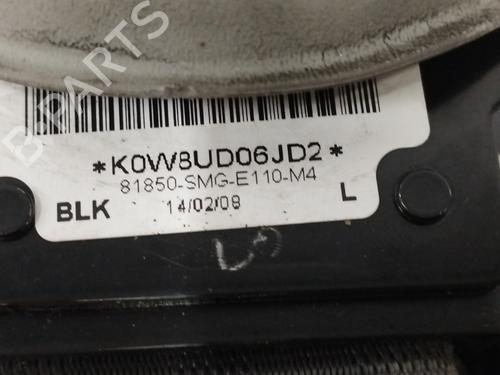 B-PARTS
*K0W8UD06JD2*
81850-SMG-E110-M4
BLK 14/02/08 L